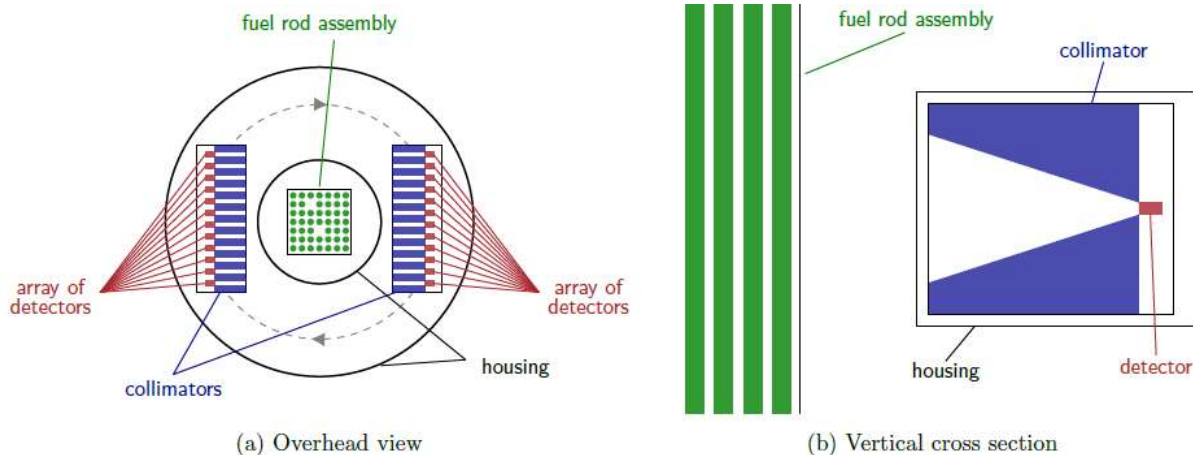 fuel rod assembly
array of
detectors
collimators
array of
detectors
housing
(a) Overhead view
fuel rod assembly
collimator
housing
detector
(b) Vertical cross section